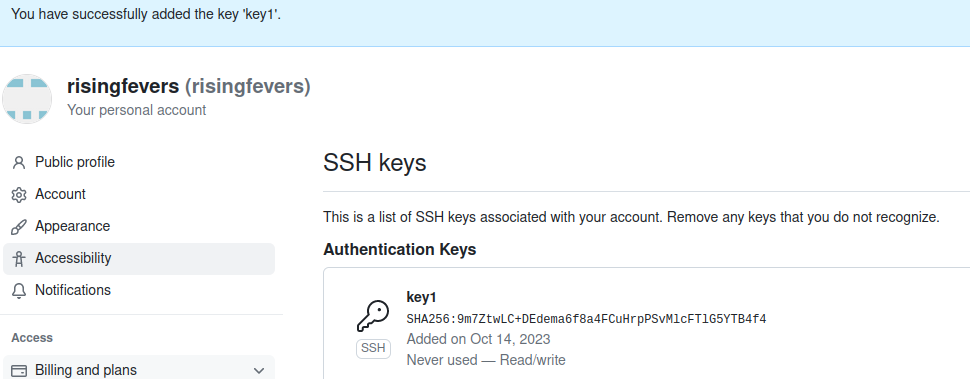 You have successfully added the key 'key1'.
risingfevers (risingfevers)
Your personal account
Public profile
Account
Appearance
Accessibility
Notifications
Access
Billing and plans
SSH keys
This is a list of SSH keys associated with your account. Remove any keys that you do not recognize.
Authentication Keys
key1
SHA256:9m7ZtwLC+DEdema6f8a4FCuHrpPSvMlcFTlG5YTB4f4
Added on Oct 14, 2023
Never used — Read/write
SSH